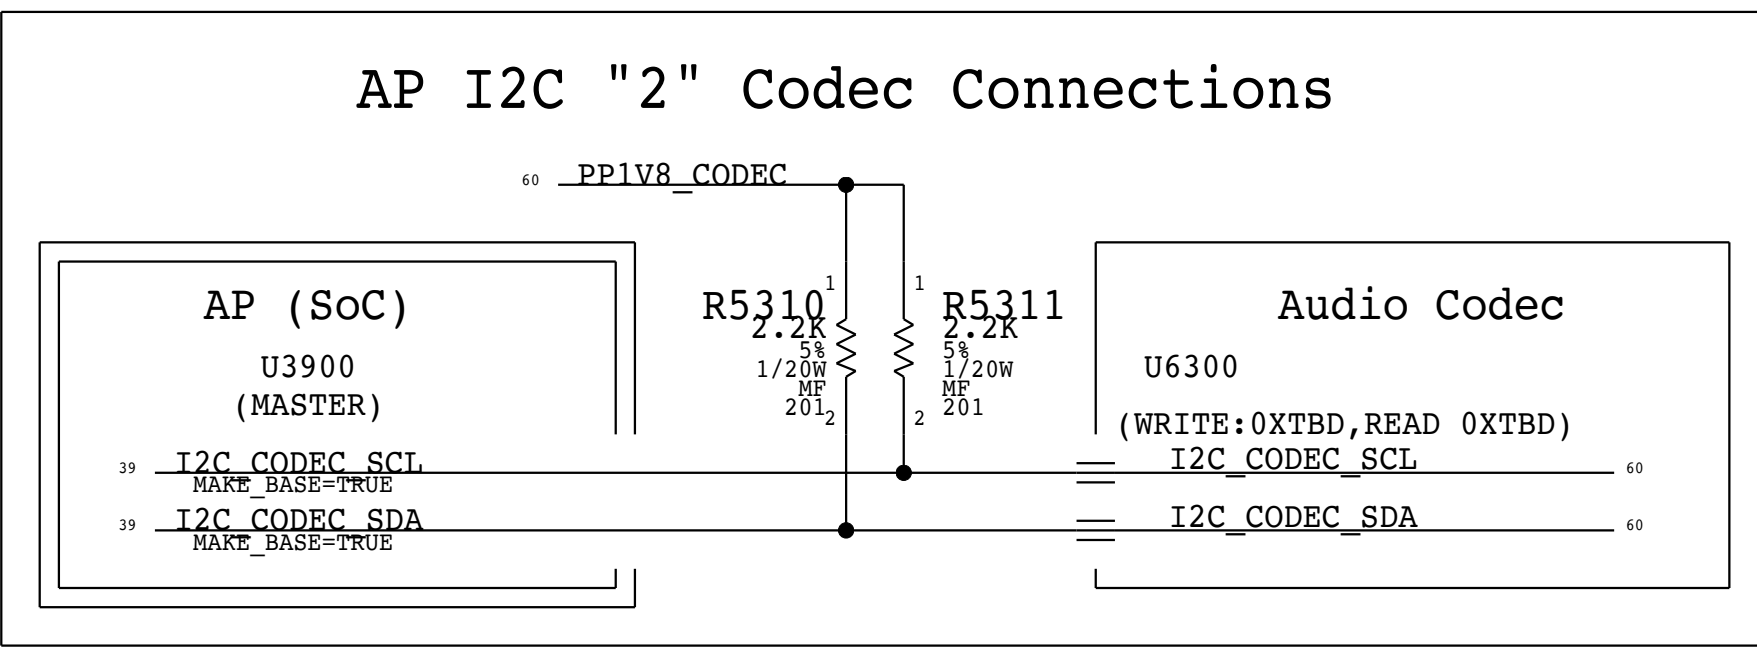 AP I2C "2" Codec Connections
60 PP1V8_CODEC
AP (SoC)
U3900
(MASTER)
39 I2C_CODEC_SCL
MAKE_BASE=TRUE
39 I2C_CODEC_SDA
MAKE_BASE=TRUE
1
R5310
2.2K
5%
1/20W
MF
201
2
1
R5311
2.2K
5%
1/20W
MF
201
2
Audio Codec
U6300
(WRITE:0XTBD,READ 0XTBD)
I2C_CODEC_SCL 60
I2C_CODEC_SDA 60